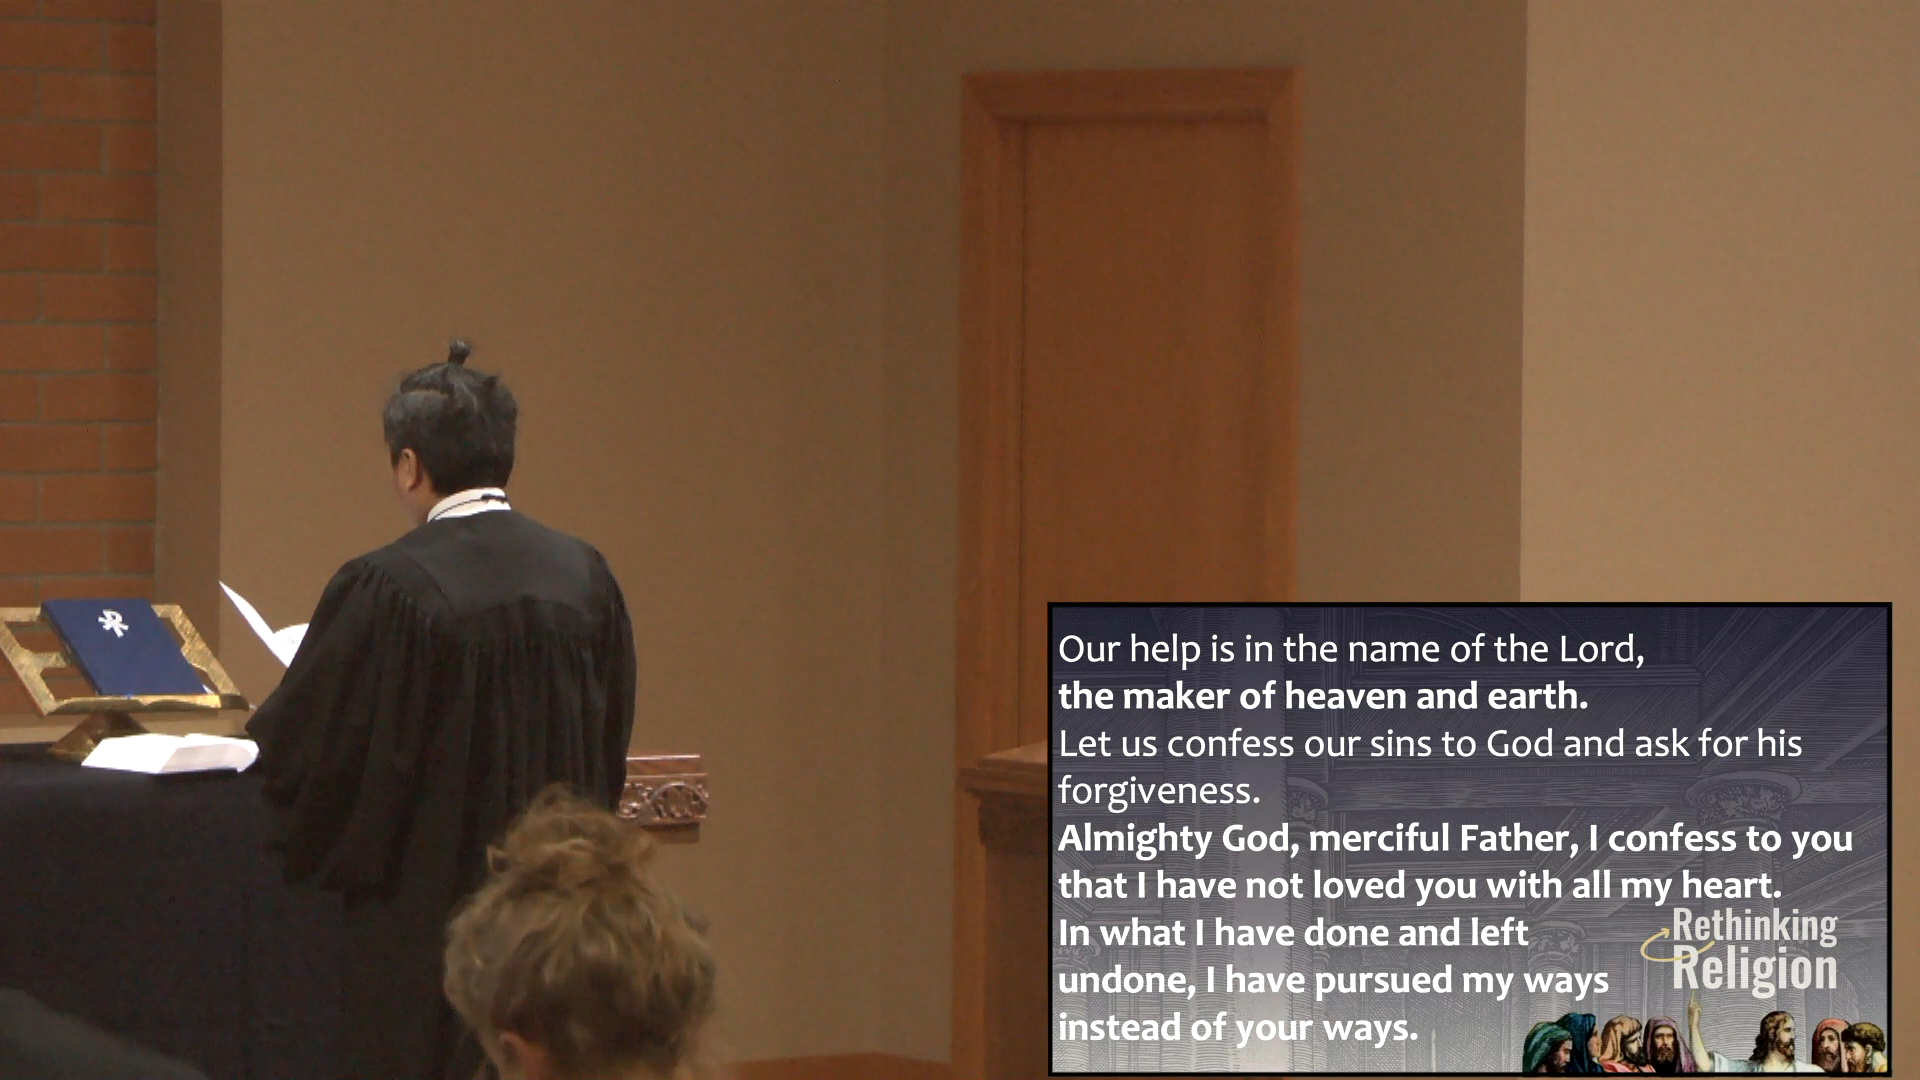 Our help is in the name of the Lord,
the maker of heaven and earth.
Let us confess our sins to God and ask for his
forgiveness.
Almighty God, merciful Father, I confess to you
that I have not loved you with all my heart.
In what I have done and left
undone, I have pursued my ways
instead of your ways.
Rethinking
Religion